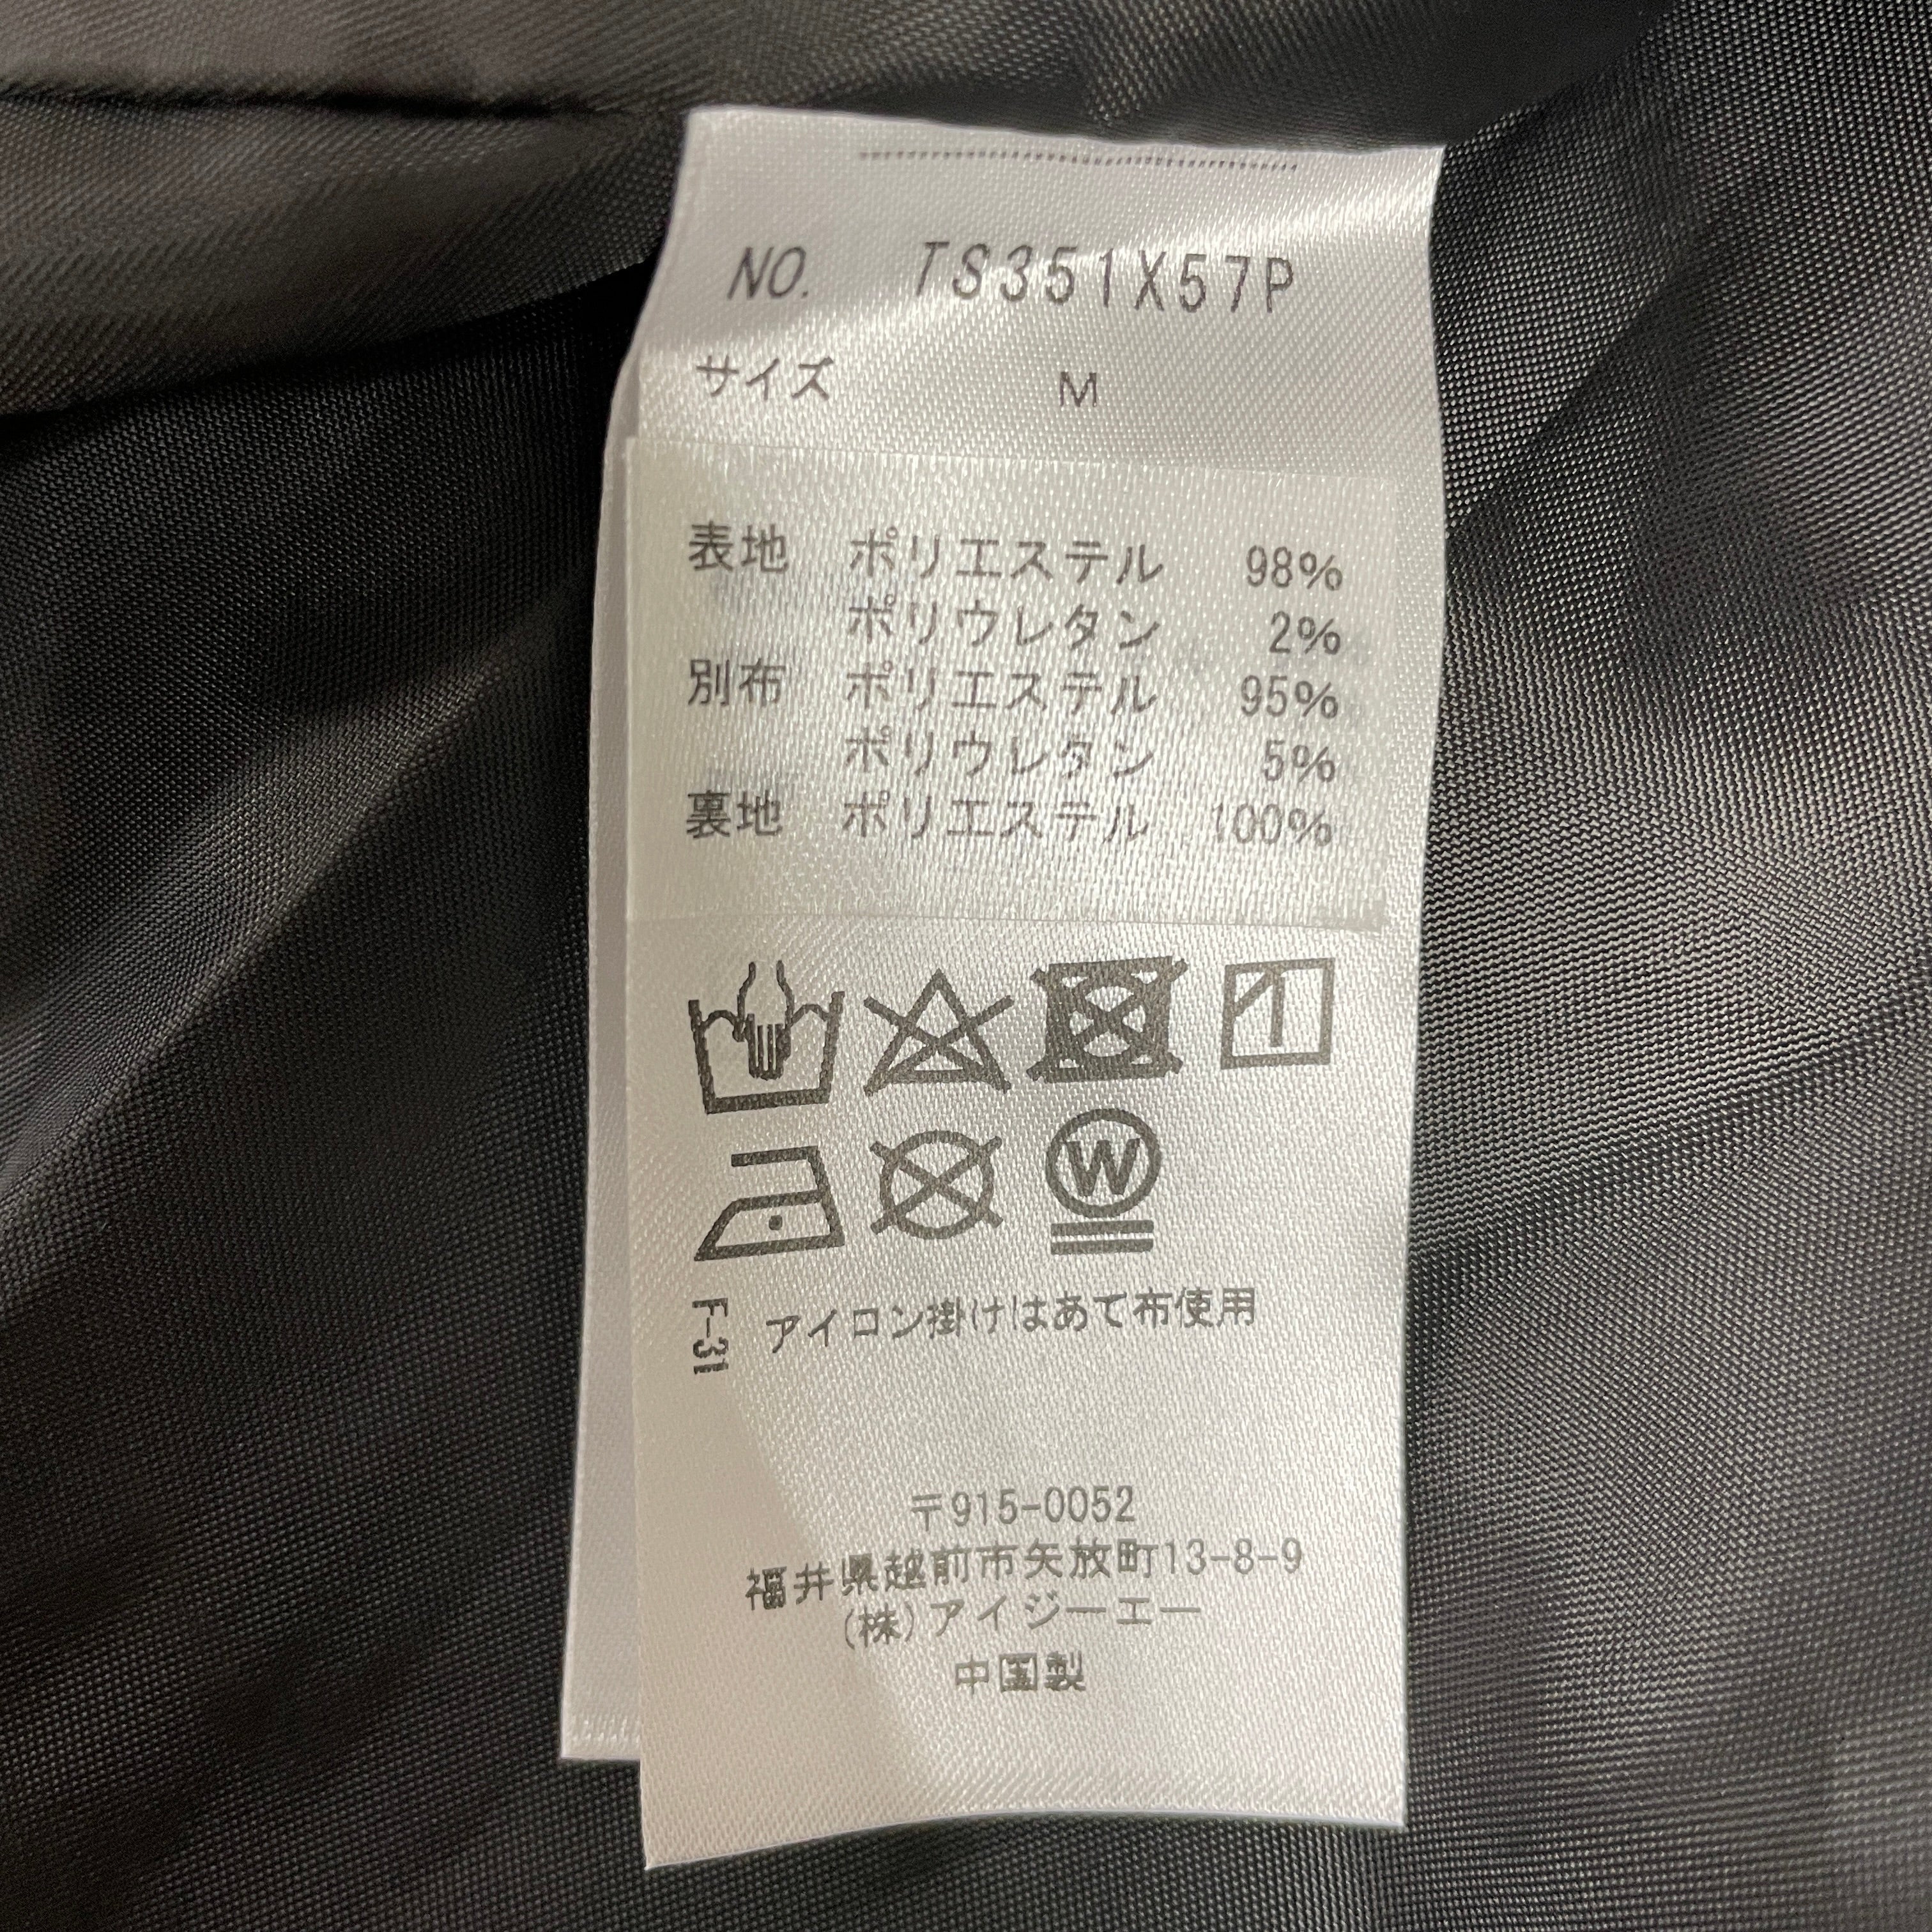 NO. TS351X57P
サイズ M
表地 ポリエステル 98%
ポリウレタン 2%
別布 ポリエステル 95%
ポリウレタン 5%
裏地 ポリエステル 100%
W
F-31 アイロン掛けはあて布使用
〒915-0052
福井県越前市矢放町13-8-9
(株)アイジーエー
中国製